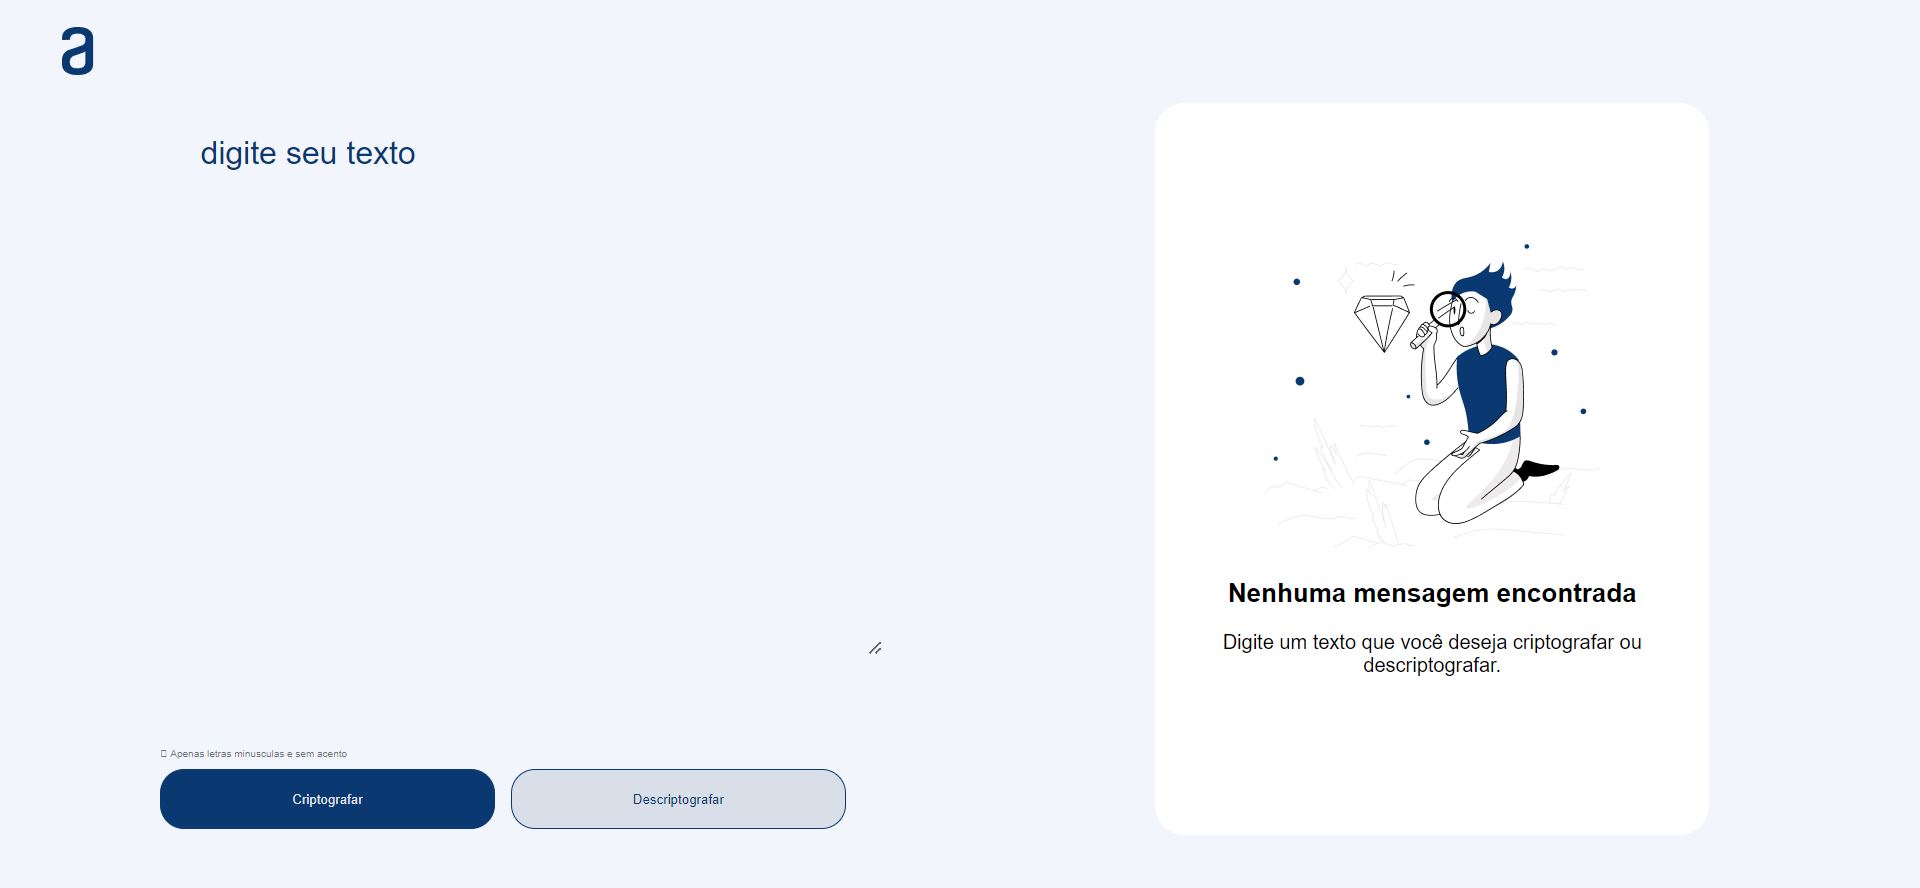 a
digite seu texto
Nenhuma mensagem encontrada
Digite um texto que você deseja criptografar ou
descriptografar.
Apenas letras minusculas e sem acento
Criptografar
Descriptografar